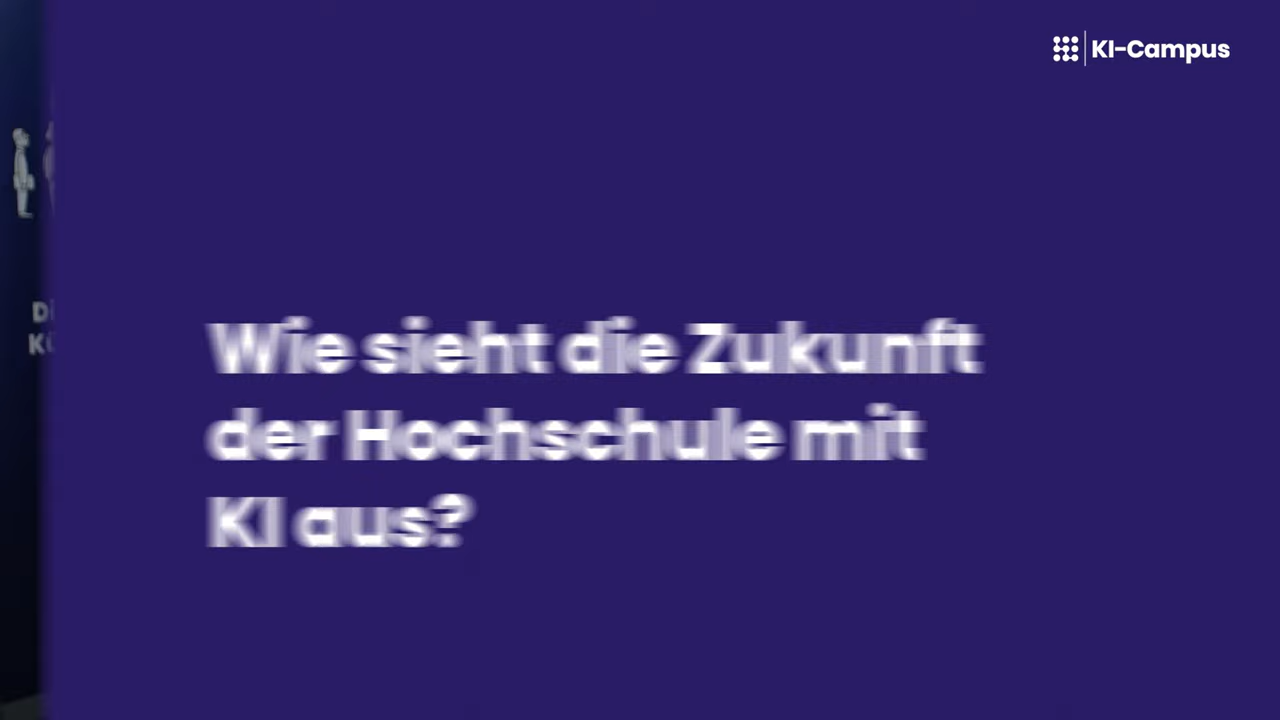 KI-Campus
Wie sieht die Zukunft
der Hochschule mit
KI aus?